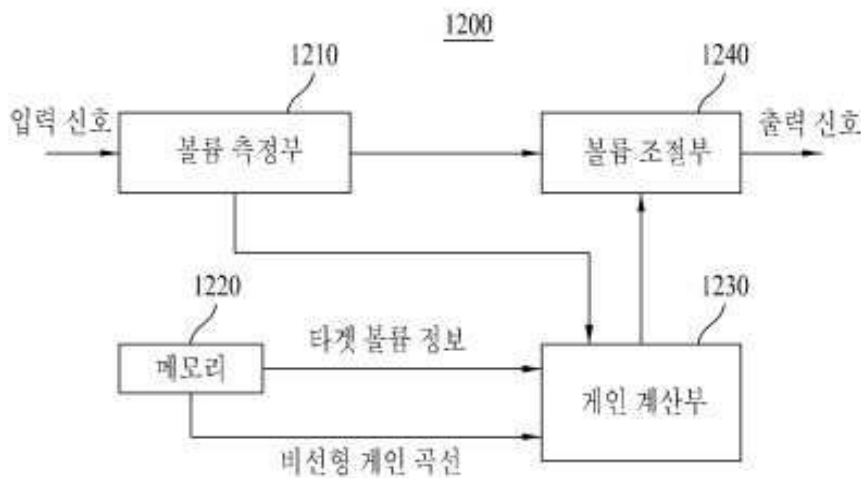 1200
1210
1240
입력 신호
볼륨 측정부
볼륨 조절부
출력 신호
1220
1230
메모리
타겟 볼륨 정보
게인 계산부
비선형 게인 곡선